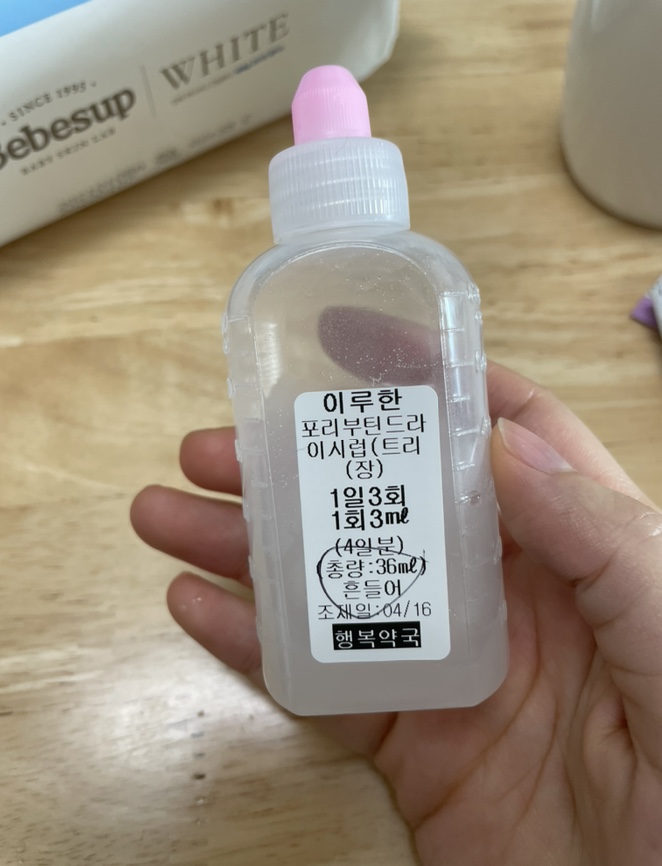 SINCE 1995
Bebesup
WHITE
이루한
포리부틴드라
이시럽(트리
(장)
1일3회
1회3㎖
(4일분)
(총량:36㎖)
흔들어
조제일:04/16
행복약국